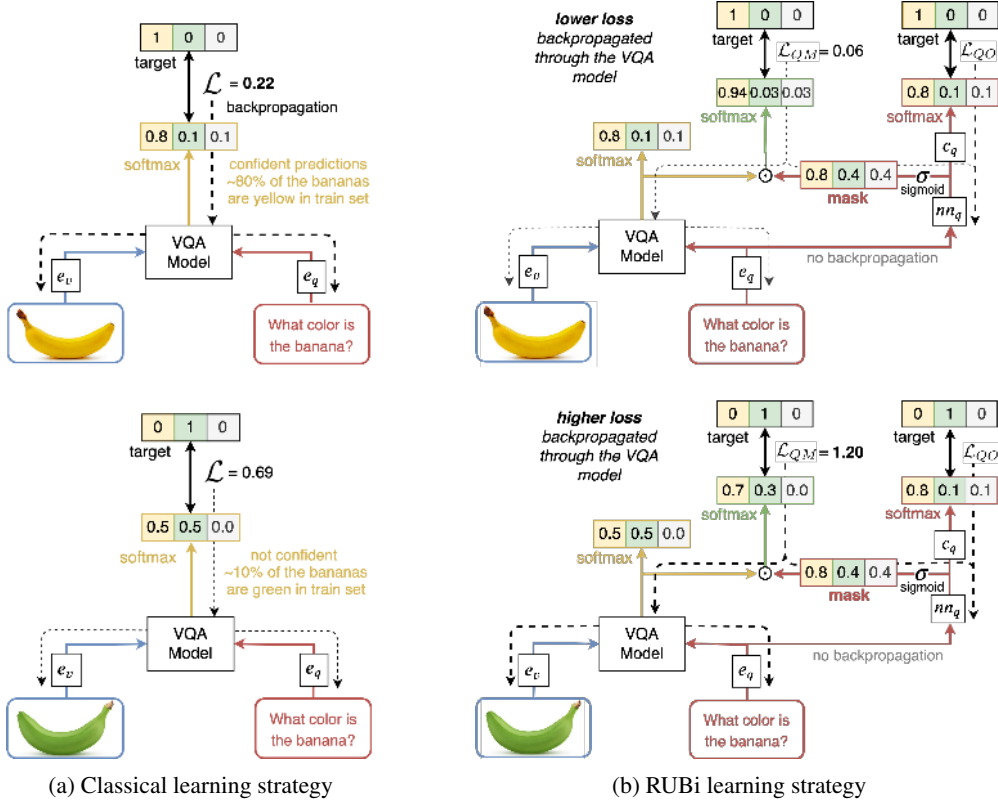 1 0 0
target
ℒ = 0.22
backpropagation
0.8 0.1 0.1
softmax
confident predictions
~80% of the bananas
are yellow in train set
VQA
Model
e_v
e_q
What color is
the banana?
0 1 0
target
ℒ = 0.69
0.5 0.5 0.0
softmax
not confident
~10% of the bananas
are green in train set
VQA
Model
e_v
e_q
What color is
the banana?
(a) Classical learning strategy
lower loss
backpropagated
through the VQA
model
1 0 0
target
ℒ_QM = 0.06
1 0 0
target
ℒ_QO
0.94 0.03 0.03
softmax
0.8 0.1 0.1
softmax
0.8 0.1 0.1
softmax
c_q
0.8 0.4 0.4
mask
σ
sigmoid
nn_q
VQA
Model
no backpropagation
e_v
e_q
What color is
the banana?
higher loss
backpropagated
through the VQA
model
0 1 0
target
ℒ_QM = 1.20
0 1 0
target
ℒ_QO
0.7 0.3 0.0
softmax
0.8 0.1 0.1
softmax
0.5 0.5 0.0
softmax
c_q
0.8 0.4 0.4
mask
σ
sigmoid
nn_q
VQA
Model
no backpropagation
e_v
e_q
What color is
the banana?
(b) RUBi learning strategy